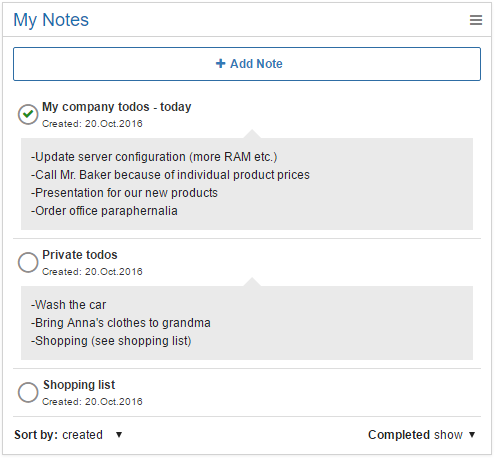 My Notes
Add Note
My company todos - today
Created: 20.Oct.2016
-Update server configuration (more RAM etc.)
-Call Mr. Baker because of individual product prices
-Presentation for our new products
-Order office paraphernalia
Private todos
Created: 20.Oct.2016
-Wash the car
-Bring Anna's clothes to grandma
-Shopping (see shopping list)
Shopping list
Created: 20.Oct.2016
Sort by: created Completed show